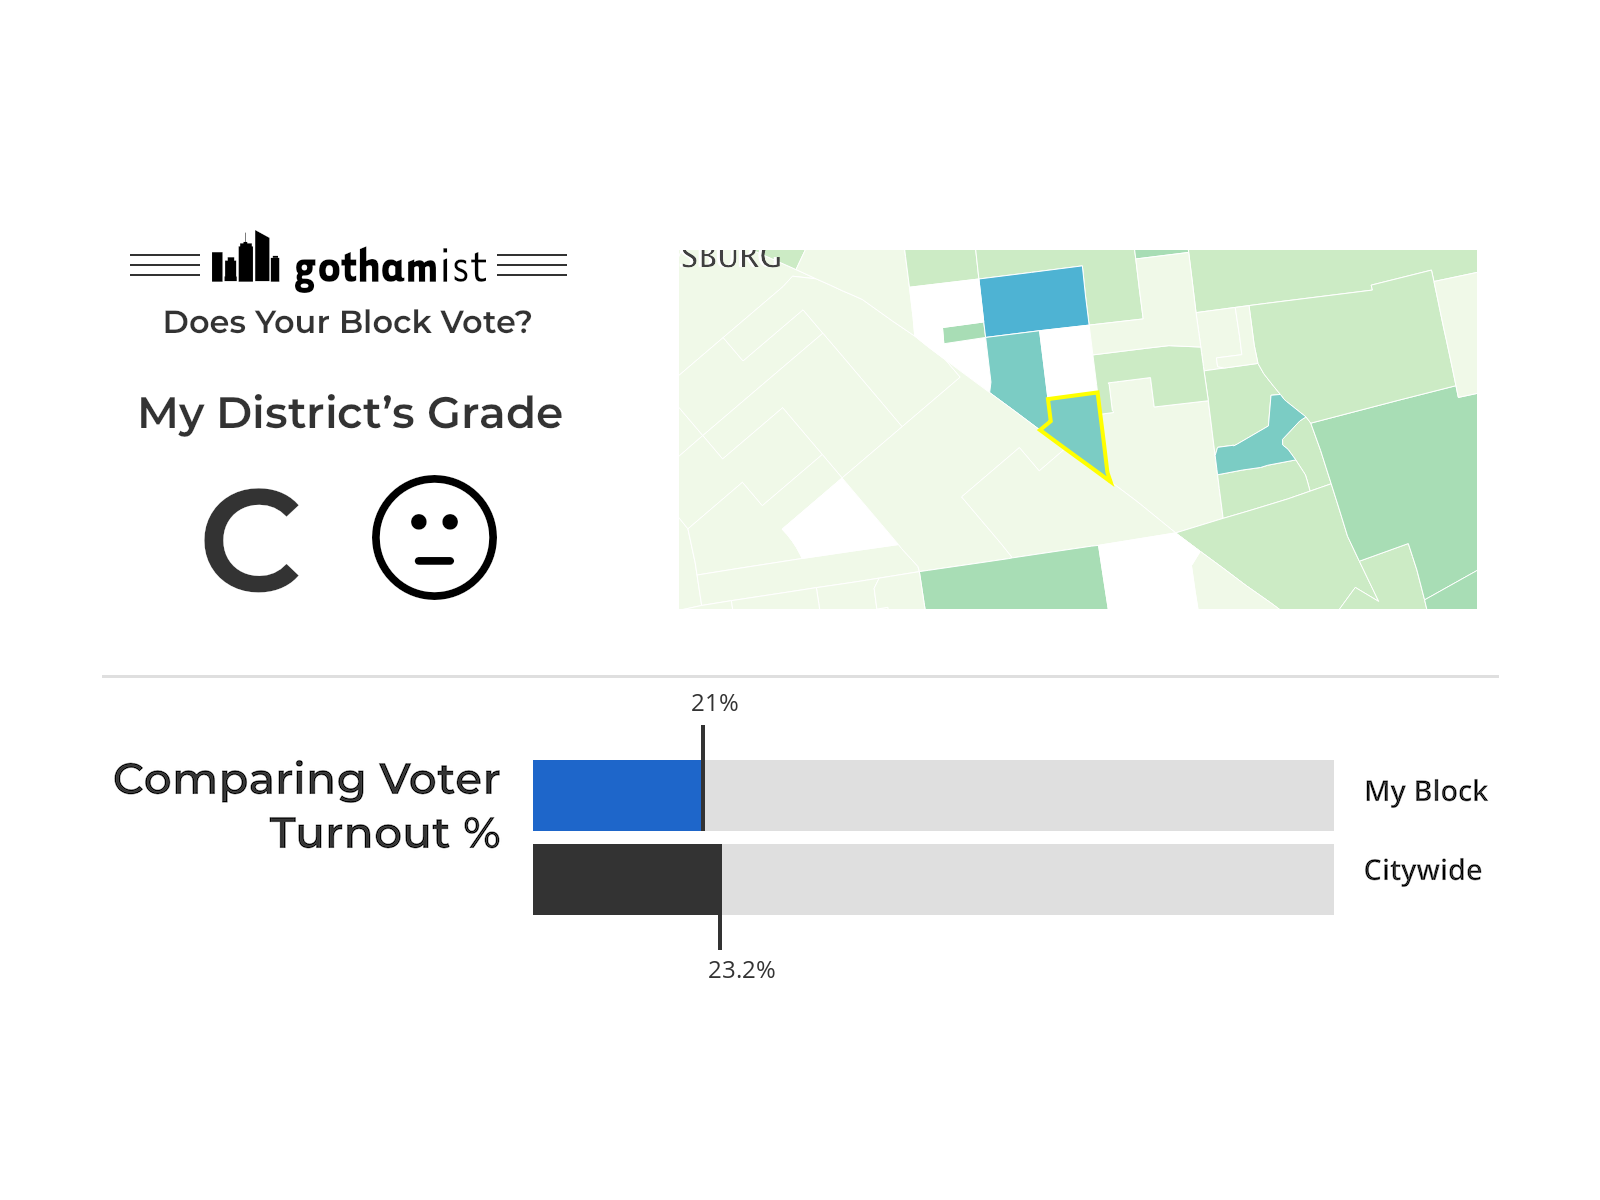 gothamist
Does Your Block Vote?
My District's Grade
C
SBURG
21%
Comparing Voter
Turnout %
My Block
Citywide
23.2%